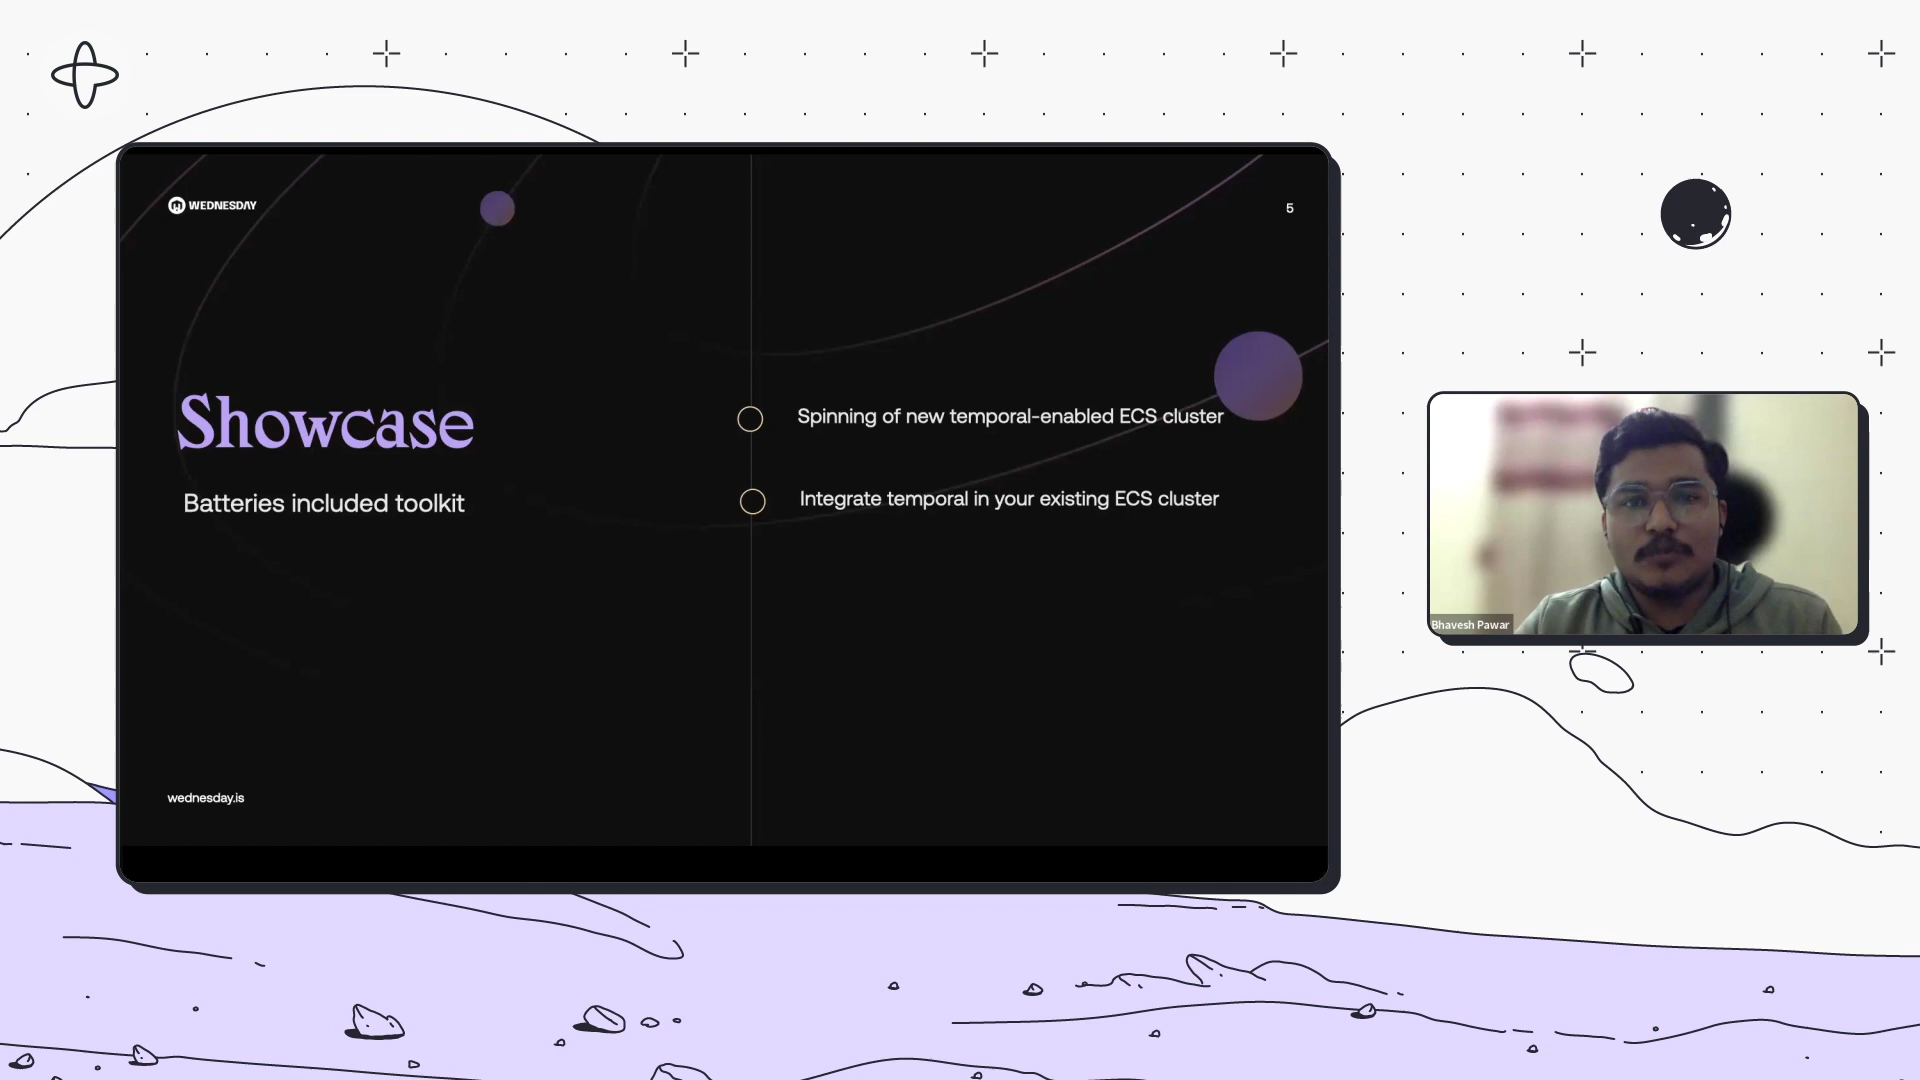 WEDNESDAY
5
Showcase
Batteries included toolkit
Spinning of new temporal-enabled ECS cluster
Integrate temporal in your existing ECS cluster
wednesday.is
Bhavesh Pawar